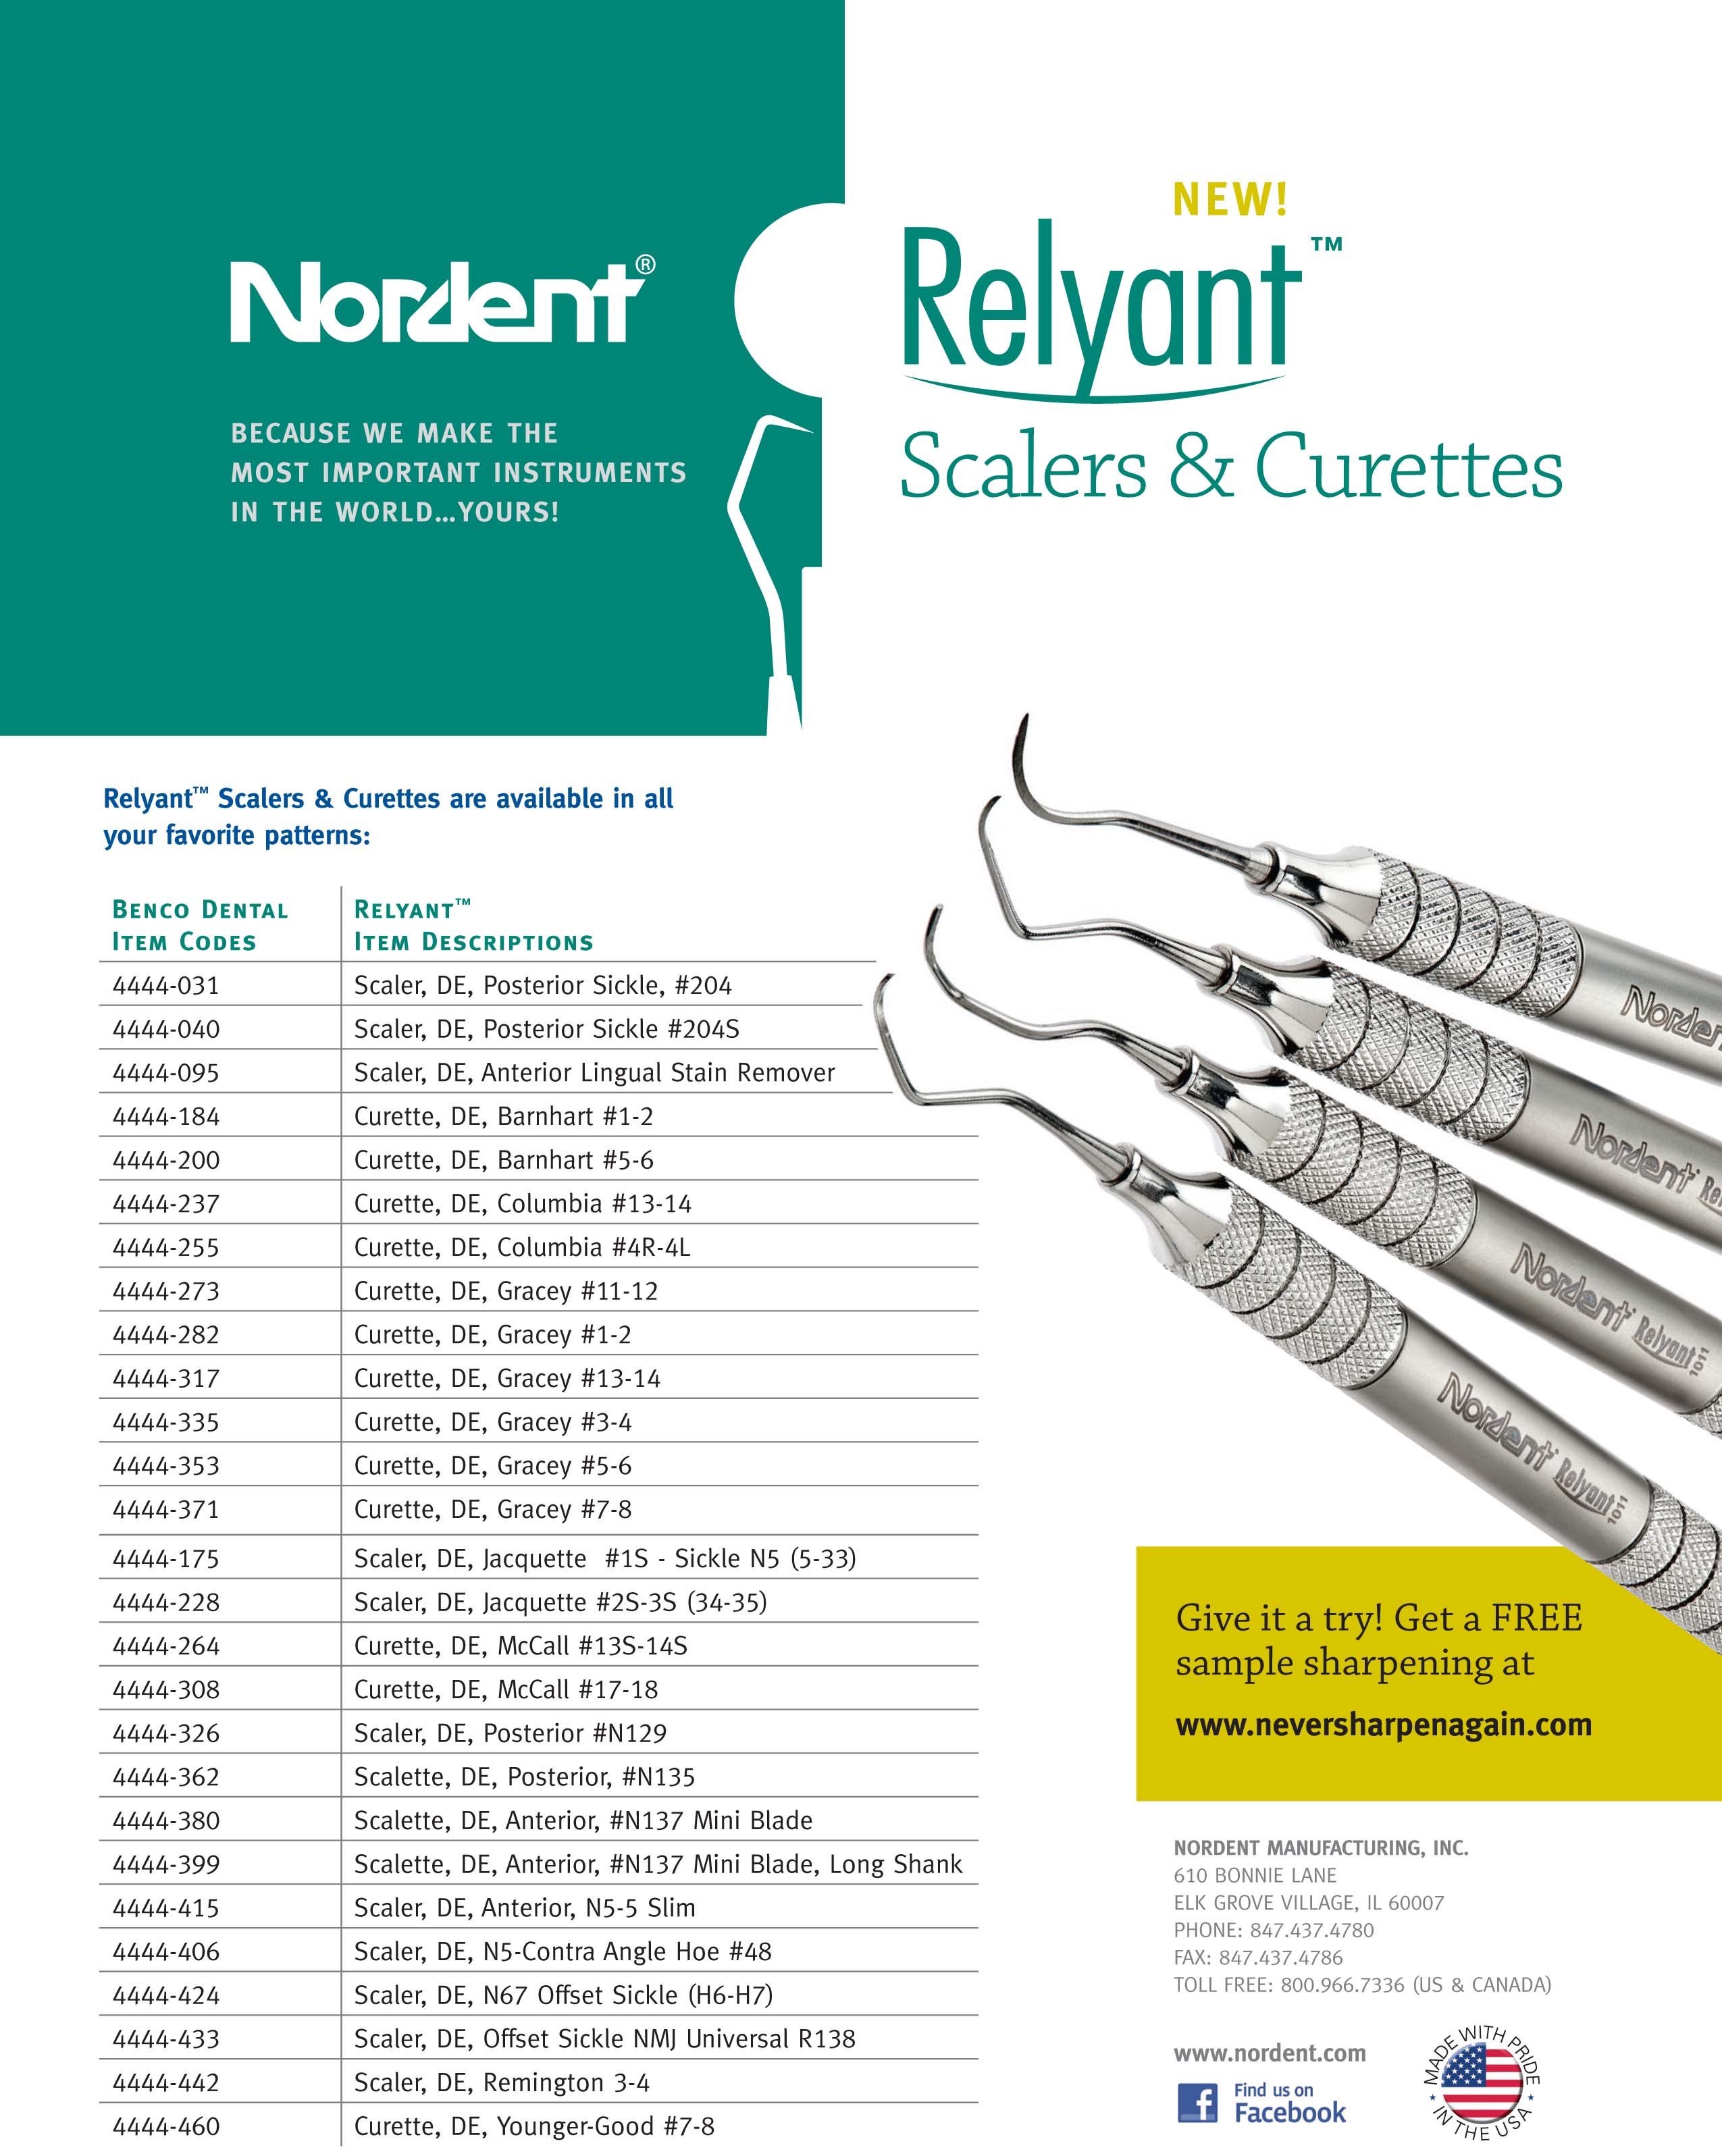 Nordent®
BECAUSE WE MAKE THE
MOST IMPORTANT INSTRUMENTS
IN THE WORLD...YOURS!
NEW!
Relyant™
Scalers & Curettes
Relyant™ Scalers & Curettes are available in all
your favorite patterns:
BENCO DENTAL
ITEM CODES
RELYANT™
ITEM DESCRIPTIONS
4444-031 Scaler, DE, Posterior Sickle, #204
4444-040 Scaler, DE, Posterior Sickle #204S
4444-095 Scaler, DE, Anterior Lingual Stain Remover
4444-184 Curette, DE, Barnhart #1-2
4444-200 Curette, DE, Barnhart #5-6
4444-237 Curette, DE, Columbia #13-14
4444-255 Curette, DE, Columbia #4R-4L
4444-273 Curette, DE, Gracey #11-12
4444-282 Curette, DE, Gracey #1-2
4444-317 Curette, DE, Gracey #13-14
4444-335 Curette, DE, Gracey #3-4
4444-353 Curette, DE, Gracey #5-6
4444-371 Curette, DE, Gracey #7-8
4444-175 Scaler, DE, Jacquette #1S - Sickle N5 (5-33)
4444-228 Scaler, DE, Jacquette #2S-3S (34-35)
4444-264 Curette, DE, McCall #13S-14S
4444-308 Curette, DE, McCall #17-18
4444-326 Scaler, DE, Posterior #N129
4444-362 Scalette, DE, Posterior, #N135
4444-380 Scalette, DE, Anterior, #N137 Mini Blade
4444-399 Scalette, DE, Anterior, #N137 Mini Blade, Long Shank
4444-415 Scaler, DE, Anterior, N5-5 Slim
4444-406 Scaler, DE, N5-Contra Angle Hoe #48
4444-424 Scaler, DE, N67 Offset Sickle (H6-H7)
4444-433 Scaler, DE, Offset Sickle NMJ Universal R138
4444-442 Scaler, DE, Remington 3-4
4444-460 Curette, DE, Younger-Good #7-8
Norden
Nordent® Re
Nordent® Relyant 1011
Nordent® Relyant 1011
Give it a try! Get a FREE
sample sharpening at
www.neversharpenagain.com
NORDENT MANUFACTURING, INC.
610 BONNIE LANE
ELK GROVE VILLAGE, IL 60007
PHONE: 847.437.4780
FAX: 847.437.4786
TOLL FREE: 800.966.7336 (US & CANADA)
www.nordent.com
f Find us on
Facebook
MADE WITH PRIDE
IN THE USA